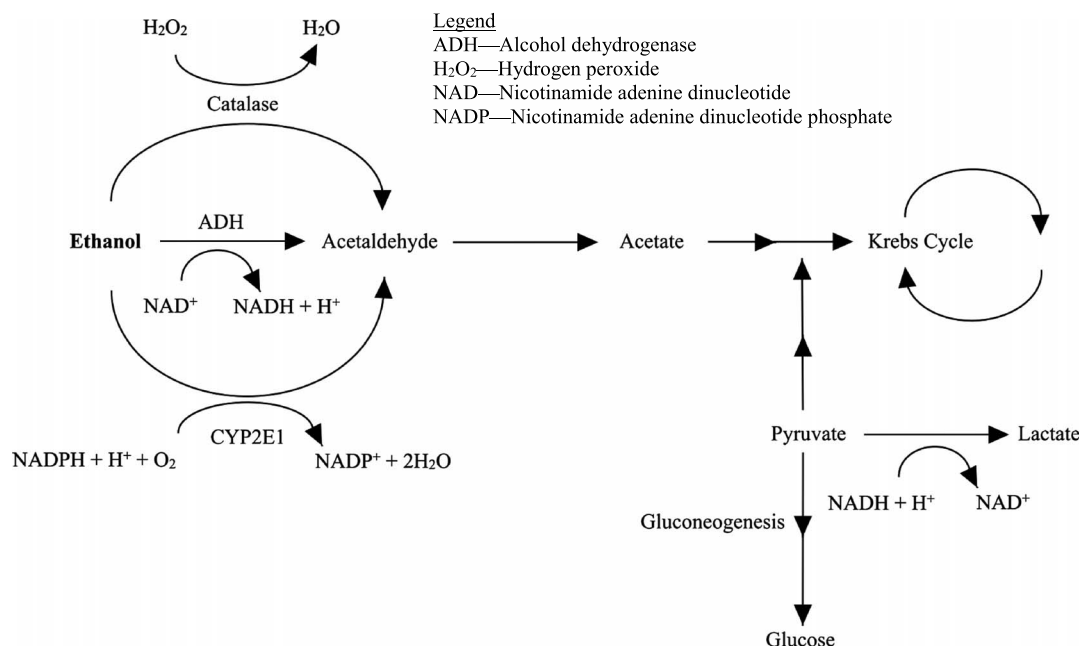 H₂O₂ H₂O
Legend
ADH—Alcohol dehydrogenase
H₂O₂—Hydrogen peroxide
NAD—Nicotinamide adenine dinucleotide
NADP—Nicotinamide adenine dinucleotide phosphate
Catalase
ADH
Ethanol Acetaldehyde Acetate Krebs Cycle
NAD⁺ NADH + H⁺
CYP2E1
NADPH + H⁺ + O₂ NADP⁺ + 2H₂O
Pyruvate Lactate
NADH + H⁺ NAD⁺
Gluconeogenesis
Glucose